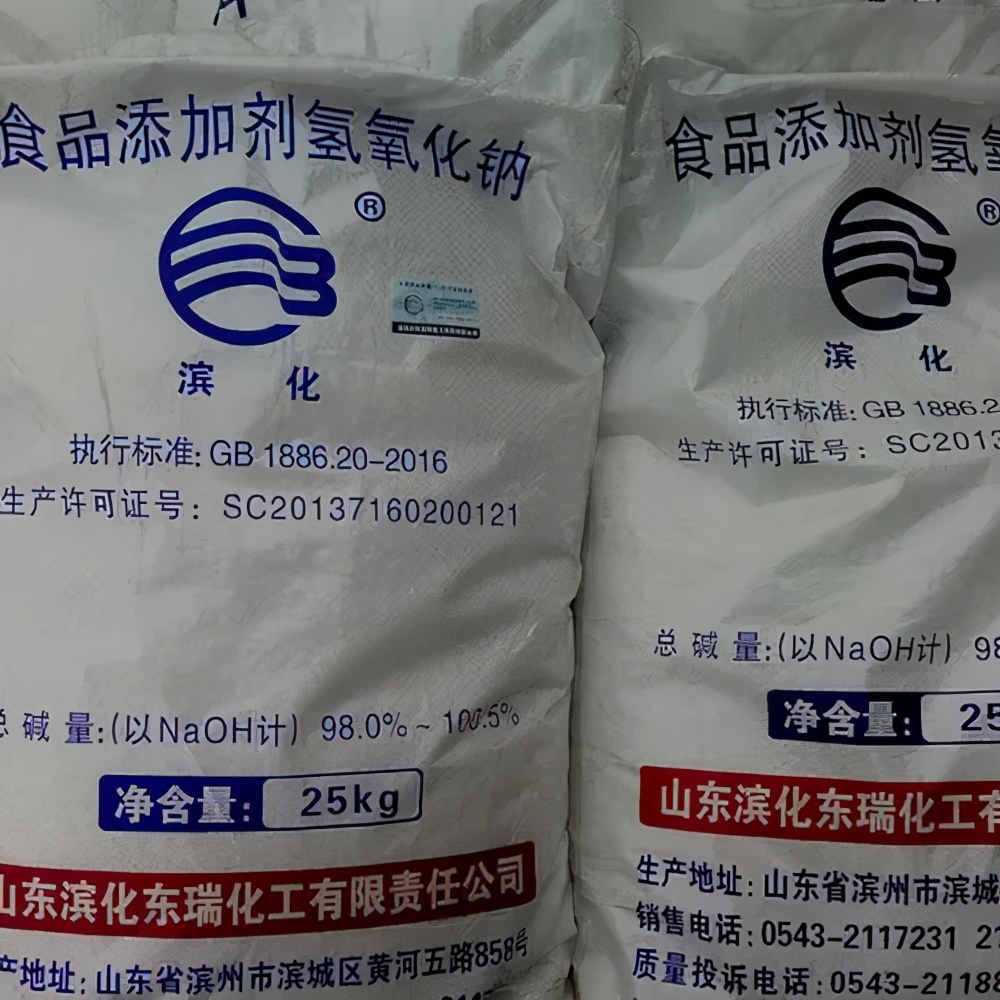 食品添加剂氢氧化钠
®
滨化
执行标准: GB 1886.20-2016
生产许可证号: SC20137160200121
总碱量:(以NaOH计) 98.0%~100.5%
净含量: 25kg
山东滨化东瑞化工有限责任公司
产地址: 山东省滨州市滨城区黄河五路858号
食品添加剂氢
®
滨化
执行标准: GB 1886.2
生产许可证号: SC2013
总碱量:(以NaOH计) 98
净含量: 25
山东滨化东瑞化工有
生产地址: 山东省滨州市滨城
销售电话: 0543-2117231
质量投诉电话: 0543-2118